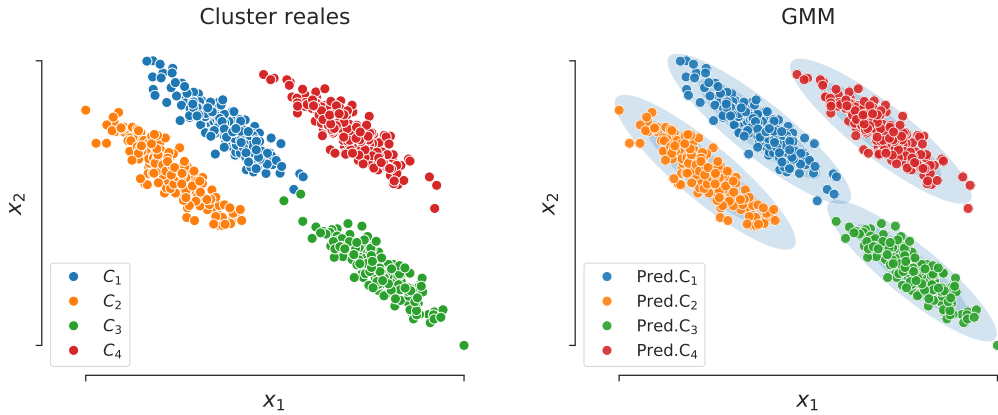 Cluster reales
x₂
C₁
C₂
C₃
C₄
x₁
GMM
x₂
Pred.C₁
Pred.C₂
Pred.C₃
Pred.C₄
x₁